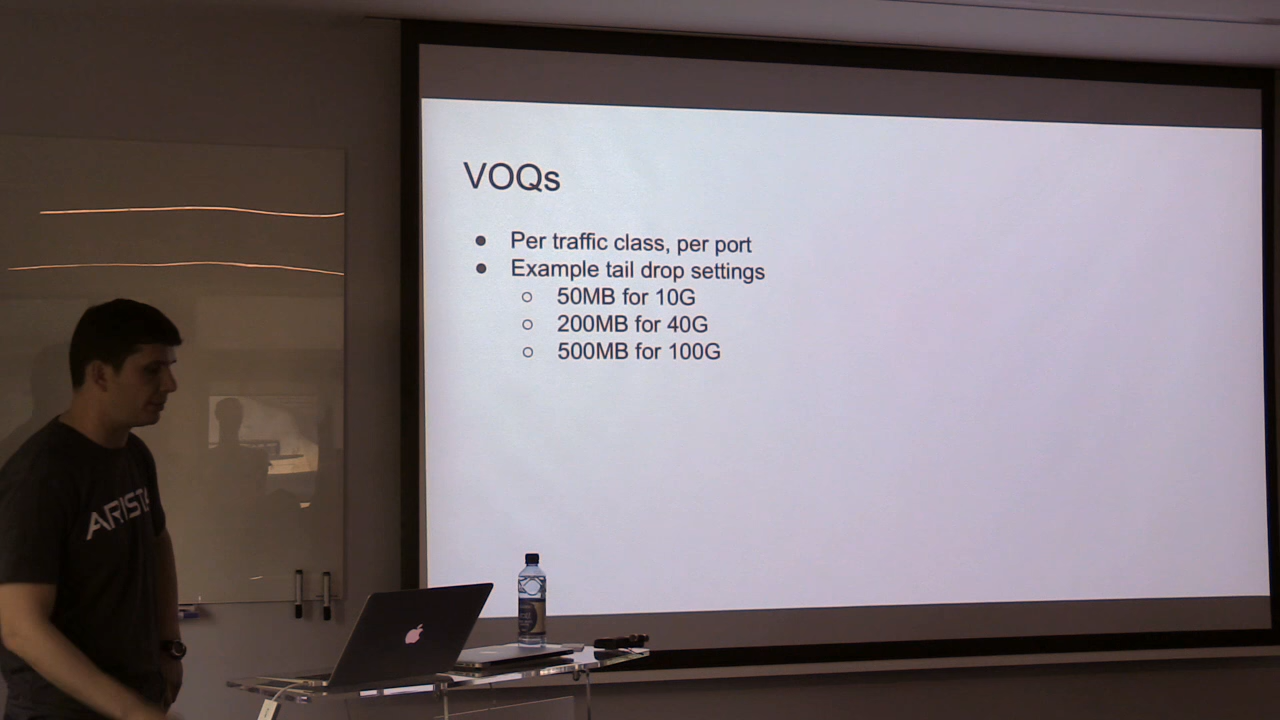 VOQs
● Per traffic class, per port
● Example tail drop settings
○ 50MB for 10G
○ 200MB for 40G
○ 500MB for 100G
ARISTA